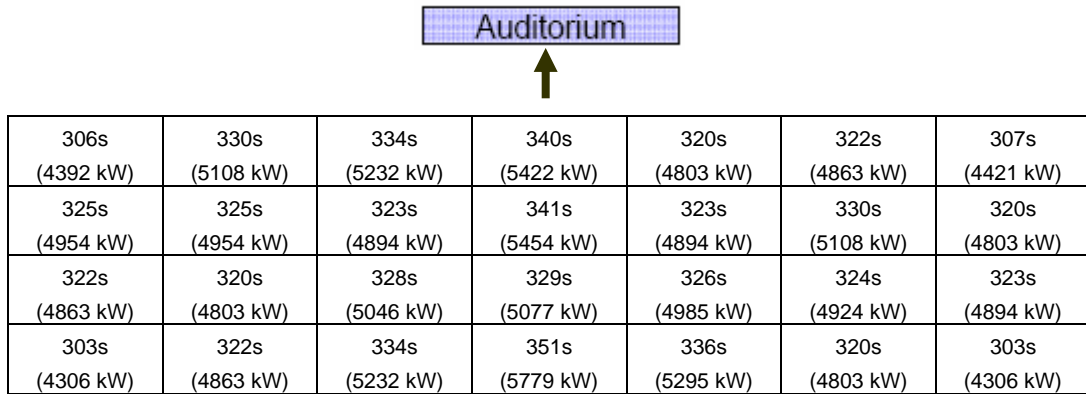 Auditorium
306s 330s 334s 340s 320s 322s 307s
(4392 kW) (5108 kW) (5232 kW) (5422 kW) (4803 kW) (4863 kW) (4421 kW)
325s 325s 323s 341s 323s 330s 320s
(4954 kW) (4954 kW) (4894 kW) (5454 kW) (4894 kW) (5108 kW) (4803 kW)
322s 320s 328s 329s 326s 324s 323s
(4863 kW) (4803 kW) (5046 kW) (5077 kW) (4985 kW) (4924 kW) (4894 kW)
303s 322s 334s 351s 336s 320s 303s
(4306 kW) (4863 kW) (5232 kW) (5779 kW) (5295 kW) (4803 kW) (4306 kW)